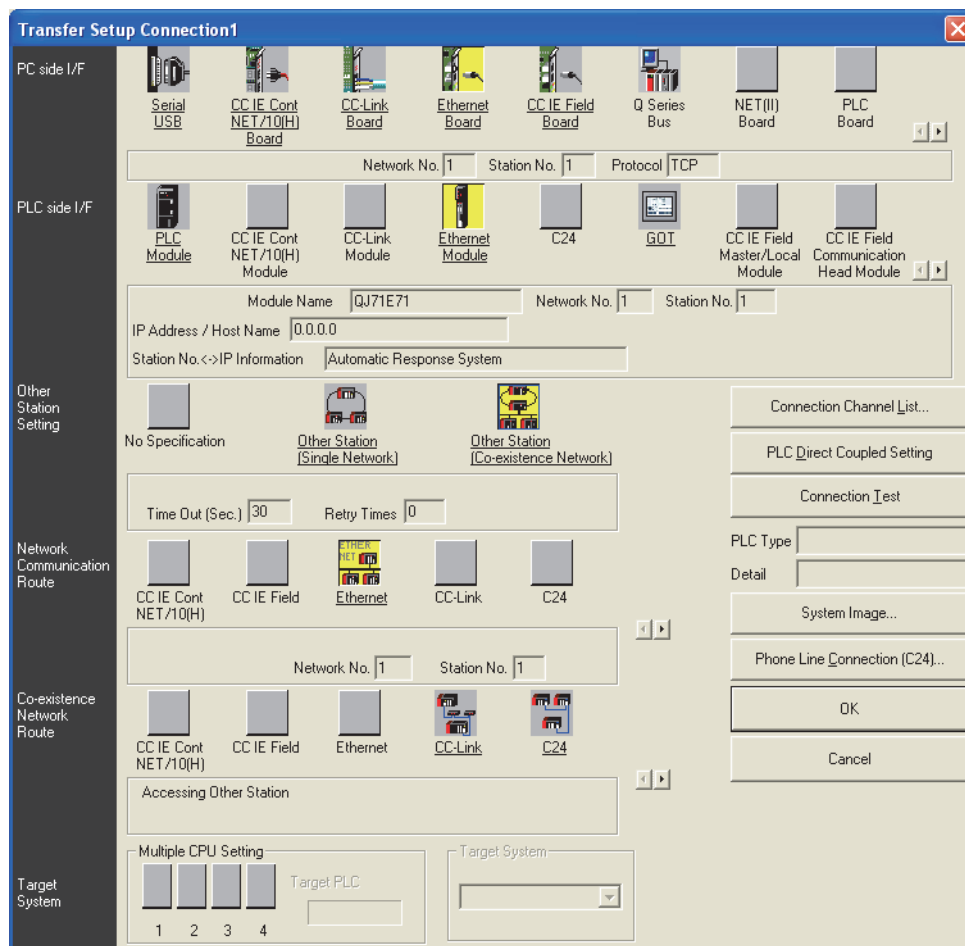 Transfer Setup Connection1
PC side I/F
Serial
USB
CC IE Cont
NET/10(H)
Board
CC-Link
Board
Ethernet
Board
CC IE Field
Board
Q Series
Bus
NET(II)
Board
PLC
Board
Network No. 1 Station No. 1 Protocol TCP
PLC side I/F
PLC
Module
CC IE Cont
NET/10(H)
Module
CC-Link
Module
Ethernet
Module
C24
GOT
CC IE Field
Master/Local
Module
CC IE Field
Communication
Head Module
Module Name QJ71E71 Network No. 1 Station No. 1
IP Address / Host Name 0.0.0.0
Station No.<->IP Information Automatic Response System
Other
Station
Setting
No Specification
Other Station
(Single Network)
Other Station
(Co-existence Network)
Time Out (Sec.) 30 Retry Times 0
Connection Channel List...
PLC Direct Coupled Setting
Connection Test
PLC Type
Detail
System Image...
Phone Line Connection (C24)...
OK
Cancel
Network
Communication
Route
CC IE Cont
NET/10(H)
CC IE Field
ETHER
NET
Ethernet
CC-Link
C24
Network No. 1 Station No. 1
Co-existence
Network
Route
CC IE Cont
NET/10(H)
CC IE Field
Ethernet
CC-Link
C24
Accessing Other Station
Target
System
Multiple CPU Setting
Target PLC
1 2 3 4
Target System